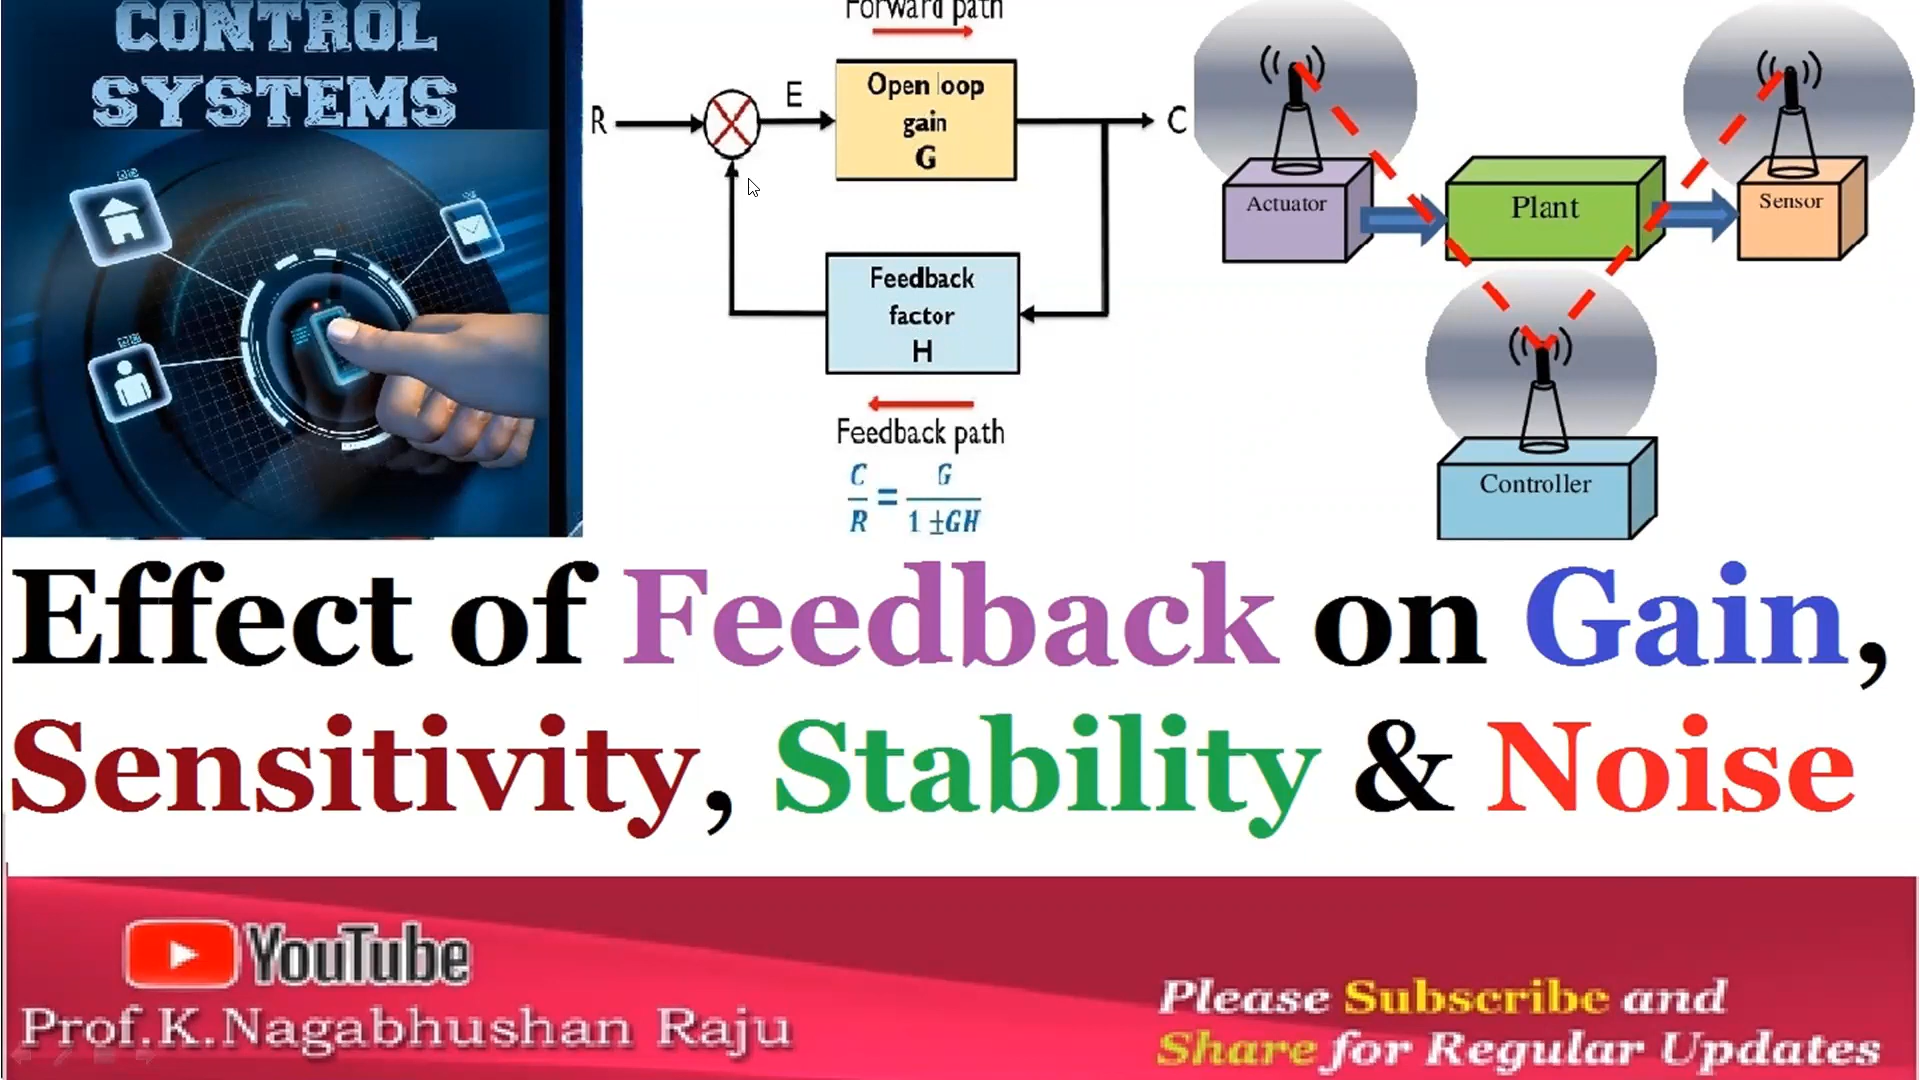 CONTROL
SYSTEMS
Forward path
R
E
Open loop
gain
G
C
Feedback
factor
H
Feedback path
C/R = G/1 ±GH
Actuator
Plant
Sensor
Controller
Effect of Feedback on Gain,
Sensitivity, Stability & Noise
YouTube
Prof.K.Nagabhushan Raju
Please Subscribe and
Share for Regular Updates